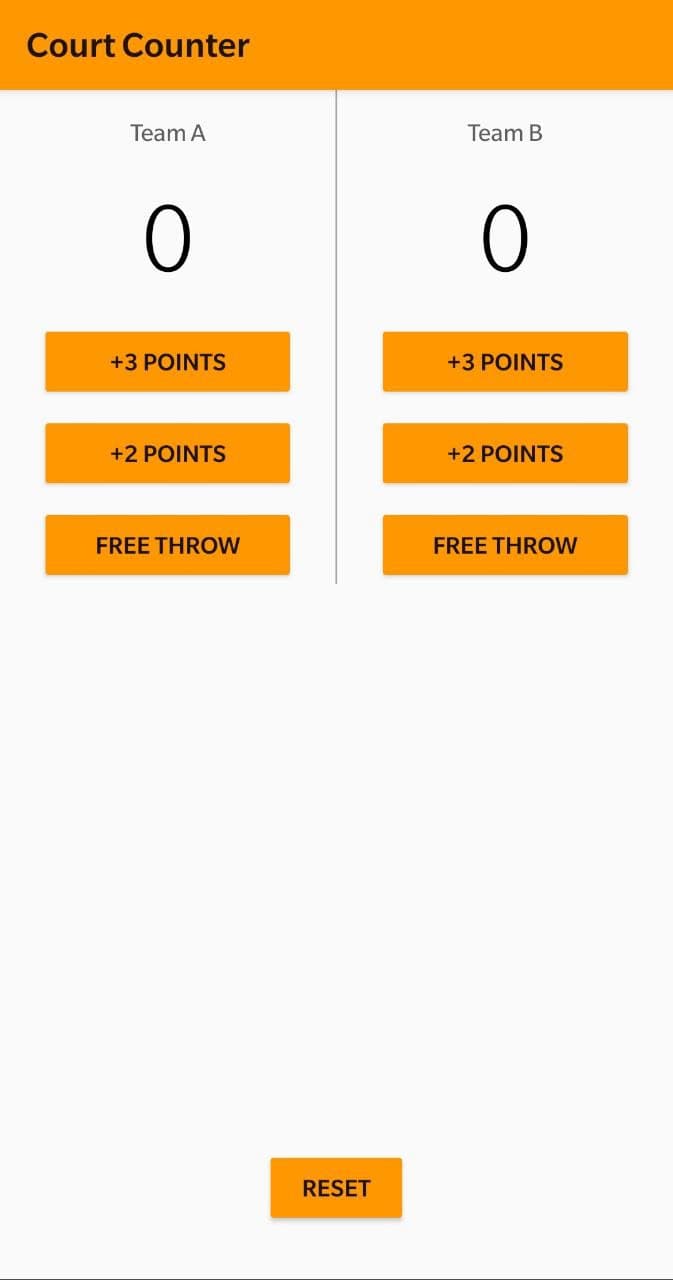 Court Counter
Team A
0
+3 POINTS
+2 POINTS
FREE THROW
Team B
0
+3 POINTS
+2 POINTS
FREE THROW
RESET